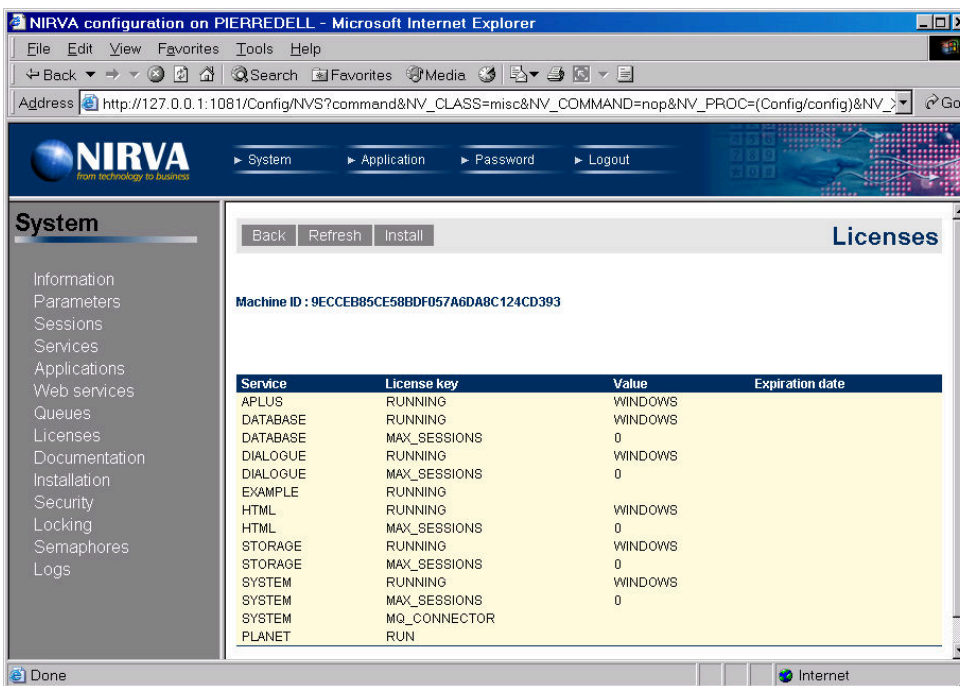 NIRVA configuration on PIERREDELL - Microsoft Internet Explorer
File Edit View Favorites Tools Help
Back Search Favorites Media
Address http://127.0.0.1:1081/Config/NVS?command&NV_CLASS=misc&NV_COMMAND=nop&NV_PROC=(Config/config)&NV_ Go
NIRVA
from technology to business
System Application Password Logout
System
Back Refresh Install
Licenses
Information
Parameters
Sessions
Services
Applications
Web services
Queues
Licenses
Documentation
Installation
Security
Locking
Semaphores
Logs
Machine ID : 9ECCEB85CE58BDF057A6DA8C124CD393
Service License key Value Expiration date
APLUS RUNNING WINDOWS
DATABASE RUNNING WINDOWS
DATABASE MAX_SESSIONS 0
DIALOGUE RUNNING WINDOWS
DIALOGUE MAX_SESSIONS 0
EXAMPLE RUNNING
HTML RUNNING WINDOWS
HTML MAX_SESSIONS 0
STORAGE RUNNING WINDOWS
STORAGE MAX_SESSIONS 0
SYSTEM RUNNING WINDOWS
SYSTEM MAX_SESSIONS 0
SYSTEM MQ_CONNECTOR
PLANET RUN
Done Internet